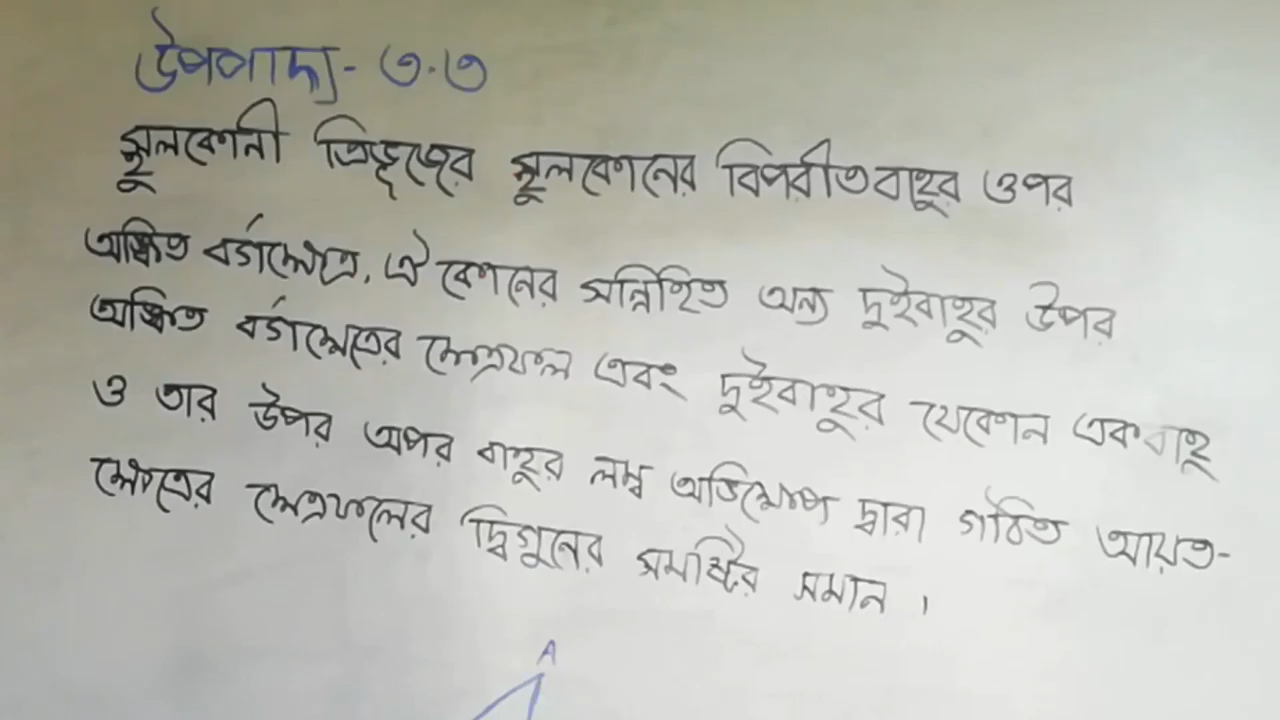 উপপাদ্য- ৩.৩
স্থুলকোনী ত্রিভূজের স্থুলকোনের বিপরীতবাহুর ওপর
অঙ্কিত বর্গক্ষেত্রে, ঐ কোনের সন্নিহিত অন্য দুইবাহুর উপর
অঙ্কিত বর্গক্ষেত্রের ক্ষেত্রফল এবং দুইবাহুর যেকোন একবাহু
ও তার উপর অপর বাহুর লম্ব অভিক্ষেপ দ্বারা গঠিত আয়ত-
ক্ষেত্রের ক্ষেত্রফলের দ্বিগুনের সমষ্টির সমান ।
A